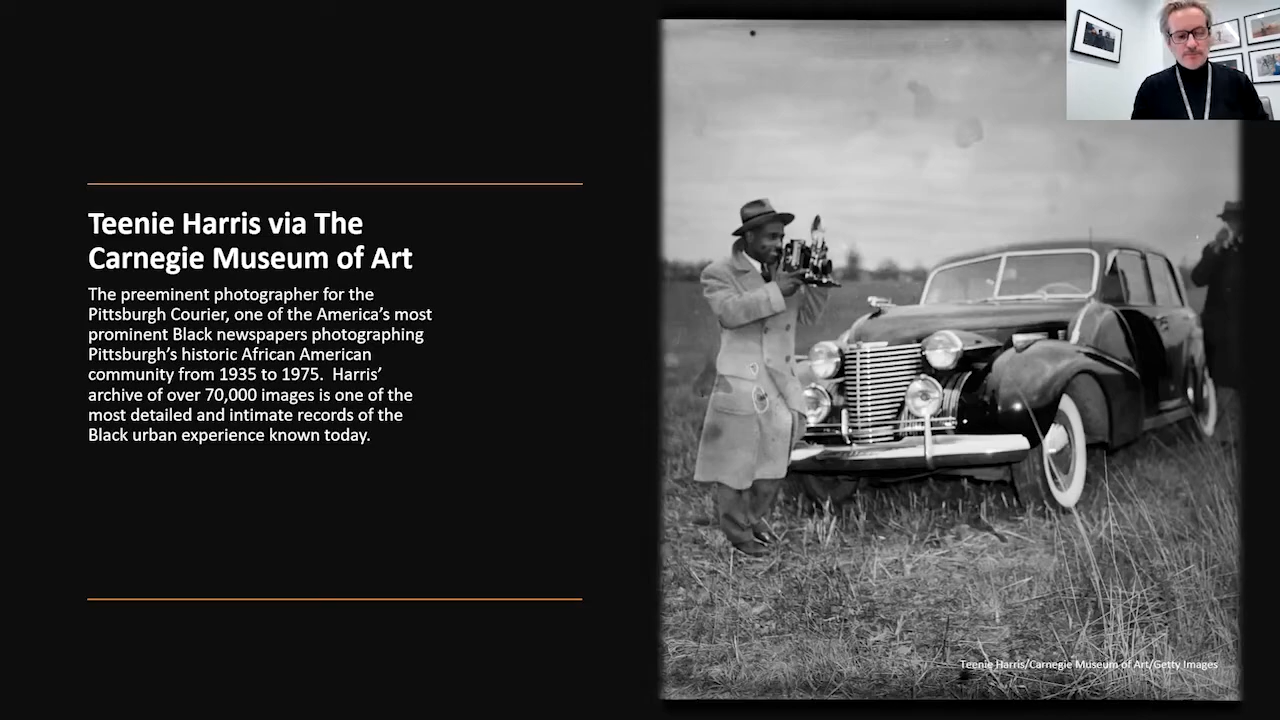 Teenie Harris via The
Carnegie Museum of Art
The preeminent photographer for the
Pittsburgh Courier, one of the America's most
prominent Black newspapers photographing
Pittsburgh's historic African American
community from 1935 to 1975.  Harris'
archive of over 70,000 images is one of the
most detailed and intimate records of the
Black urban experience known today.
Teenie Harris/Carnegie Museum of Art/Getty Images